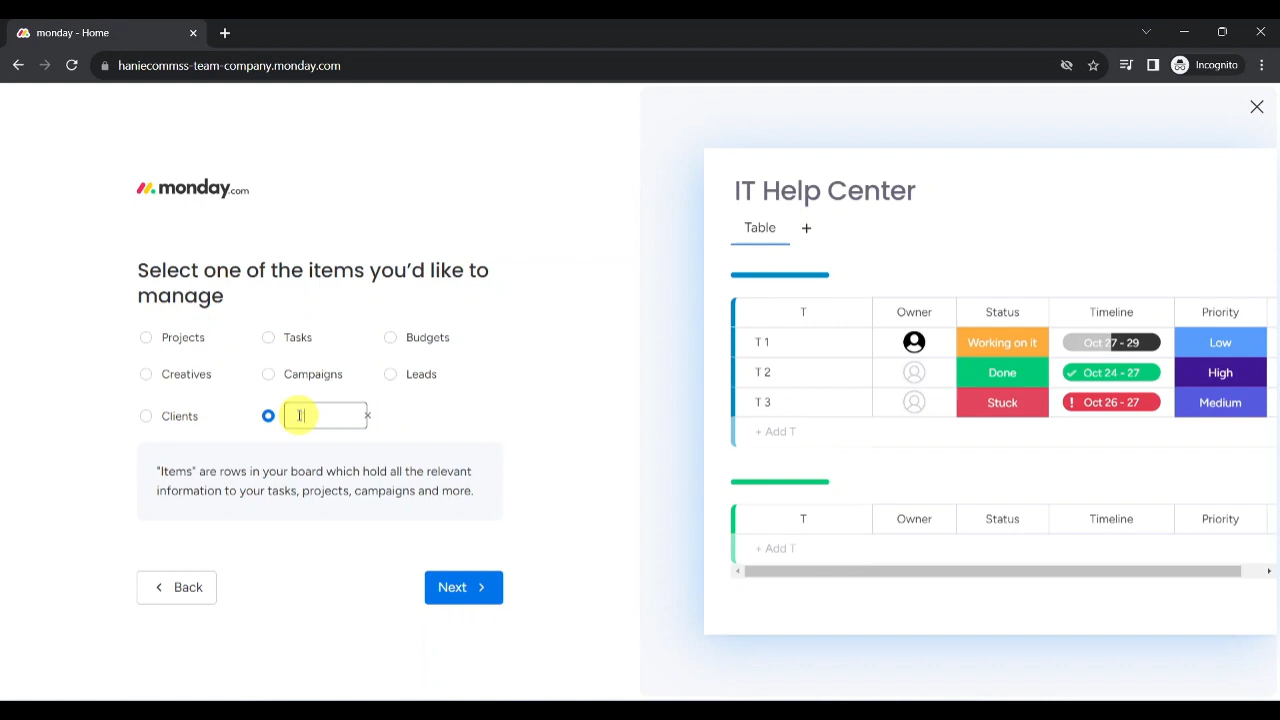 monday - Home
haniecommss-team-company.monday.com
Incognito
monday.com
Select one of the items you'd like to
manage
Projects
Tasks
Budgets
Creatives
Campaigns
Leads
Clients
"Items" are rows in your board which hold all the relevant
information to your tasks, projects, campaigns and more.
Back
Next
IT Help Center
Table
T
Owner
Status
Timeline
Priority
T 1
Working on it
Oct 27 - 29
Low
T 2
Done
Oct 24 - 27
High
T 3
Stuck
Oct 26 - 27
Medium
+ Add T
T
Owner
Status
Timeline
Priority
+ Add T